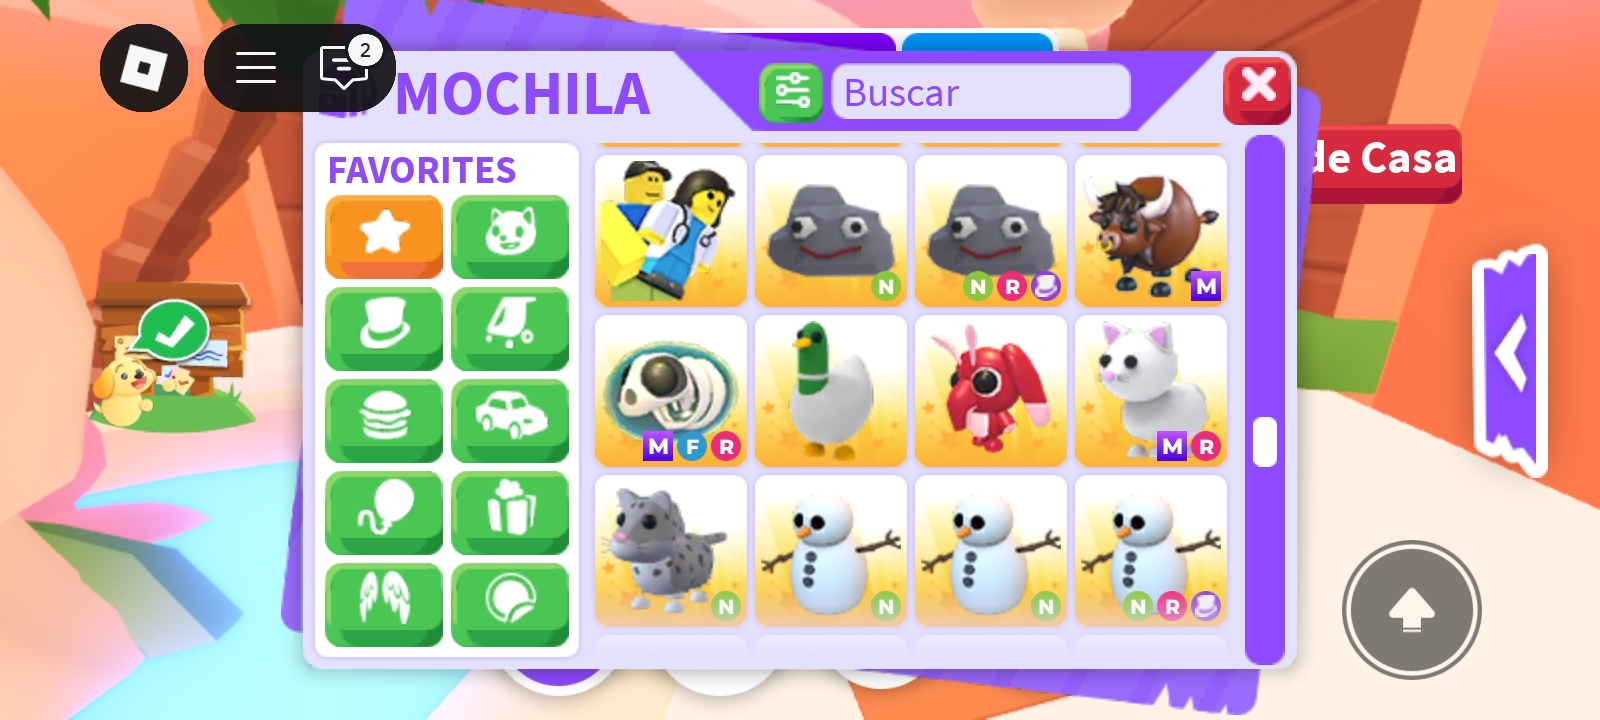 2
MOCHILA
Buscar
FAVORITES
de Casa
N
N R
M
M F R
M R
N
N
N
N R